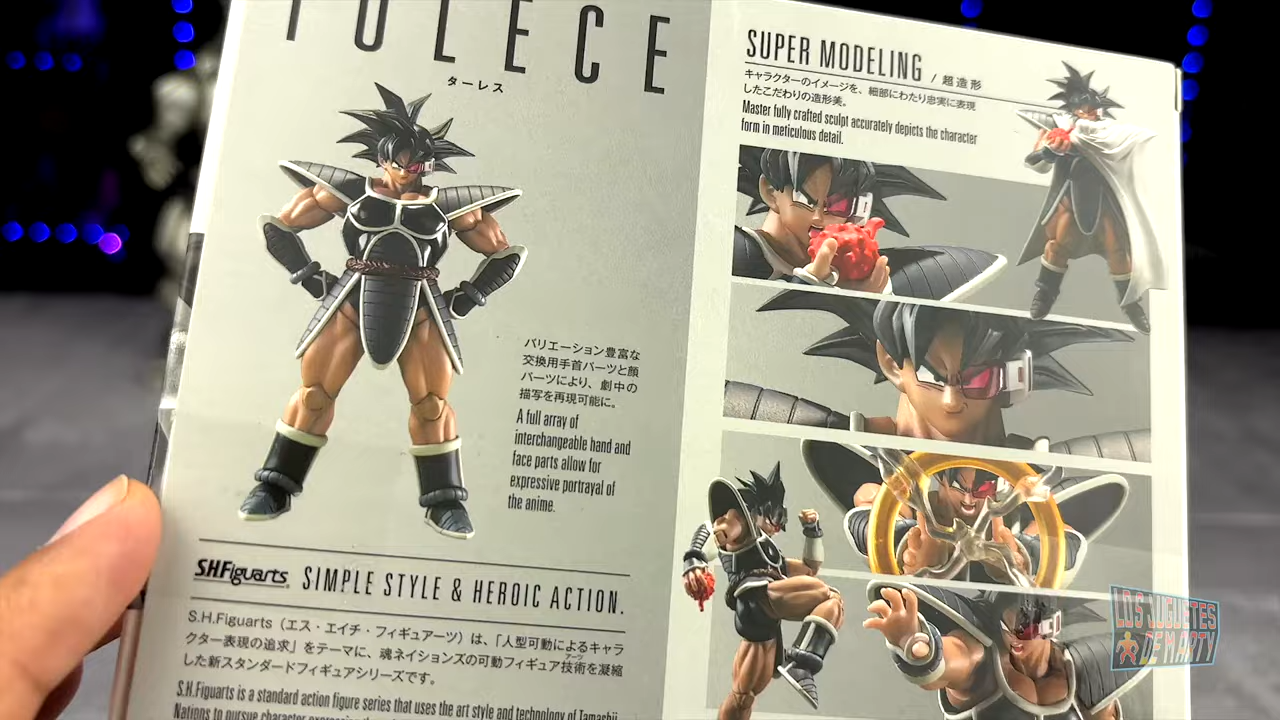 TULECE
ターレス
バリエーション豊富な
交換用手首パーツと顔
パーツにより、劇中の
描写を再現可能に。
A full array of
interchangeable hand and
face parts allow for
expressive portrayal of
the anime.
S.H.Figuarts SIMPLE STYLE & HEROIC ACTION.
S.H.Figuarts（エス・エイチ・フィギュアーツ）は、「人型可動によるキャラ
クター表現の追求」をテーマに、魂ネイションズの可動フィギュア技術を凝縮
アーツ
した新スタンダードフィギュアシリーズです。
S.H.Figuarts is a standard action figure series that uses the art style and technology of Tamashii
Nations to pursue character
SUPER MODELING / 超造形
キャラクターのイメージを、細部にわたり忠実に表現
したこだわりの造形美。
Master fully crafted sculpt accurately depicts the character
form in meticulous detail.
LOS JUGUETES
DE MARTY